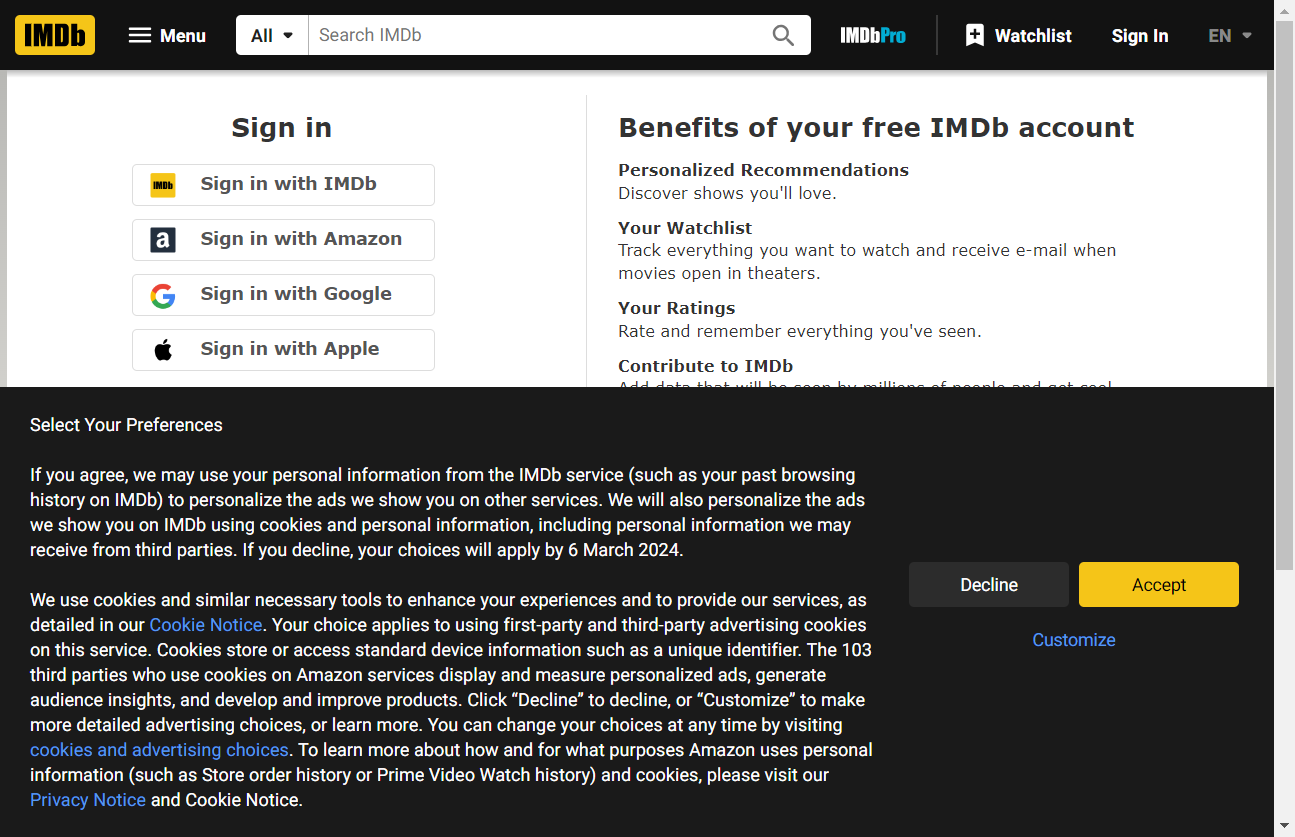 IMDb
Menu
All
Search IMDb
IMDbPro
Watchlist
Sign In
EN
Sign in
IMDb
Sign in with IMDb
a
Sign in with Amazon
Sign in with Google
Sign in with Apple
Benefits of your free IMDb account
Personalized Recommendations
Discover shows you'll love.
Your Watchlist
Track everything you want to watch and receive e-mail when
movies open in theaters.
Your Ratings
Rate and remember everything you've seen.
Contribute to IMDb
Add data that will be seen by millions of people and get cool
Select Your Preferences
If you agree, we may use your personal information from the IMDb service (such as your past browsing
history on IMDb) to personalize the ads we show you on other services. We will also personalize the ads
we show you on IMDb using cookies and personal information, including personal information we may
receive from third parties. If you decline, your choices will apply by 6 March 2024.
We use cookies and similar necessary tools to enhance your experiences and to provide our services, as
detailed in our Cookie Notice. Your choice applies to using first-party and third-party advertising cookies
on this service. Cookies store or access standard device information such as a unique identifier. The 103
third parties who use cookies on Amazon services display and measure personalized ads, generate
audience insights, and develop and improve products. Click “Decline” to decline, or “Customize” to make
more detailed advertising choices, or learn more. You can change your choices at any time by visiting
cookies and advertising choices. To learn more about how and for what purposes Amazon uses personal
information (such as Store order history or Prime Video Watch history) and cookies, please visit our
Privacy Notice and Cookie Notice.
Decline
Accept
Customize